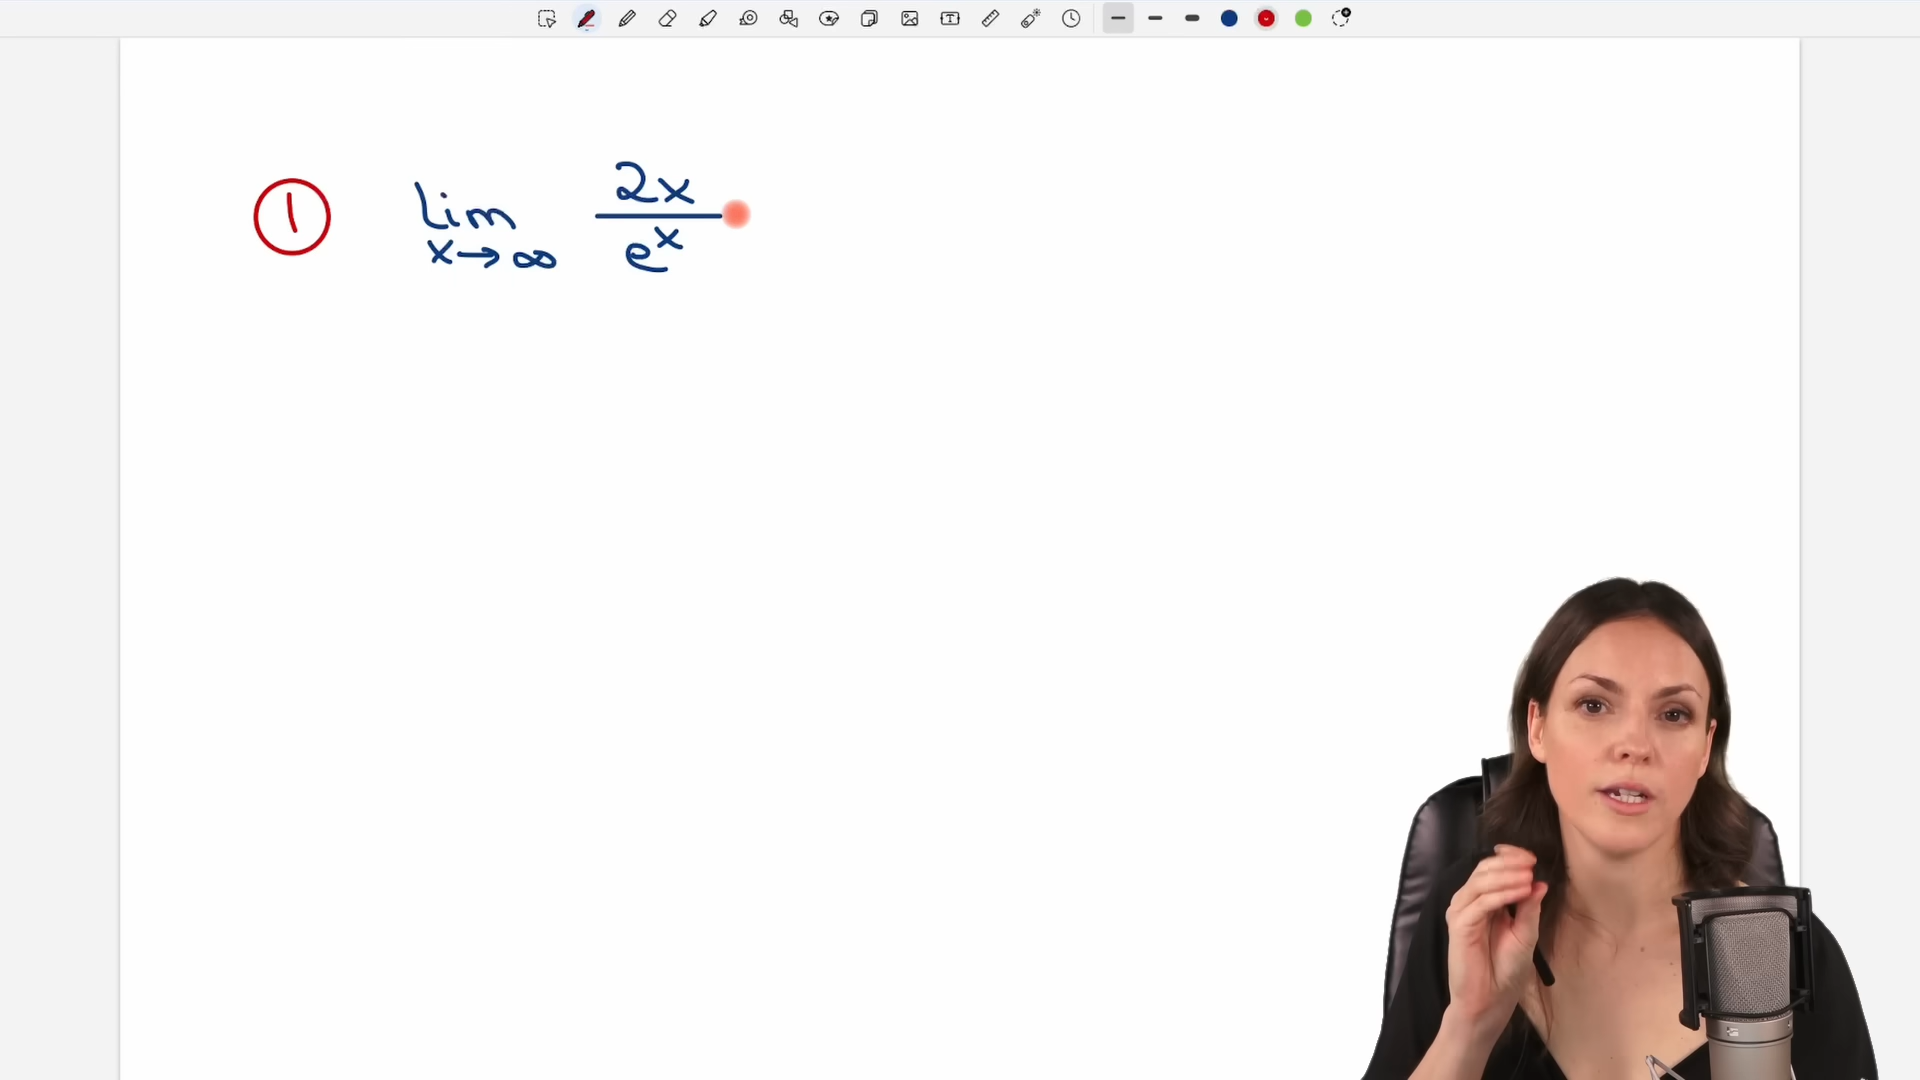 ① lim 2x
x→∞ e^x